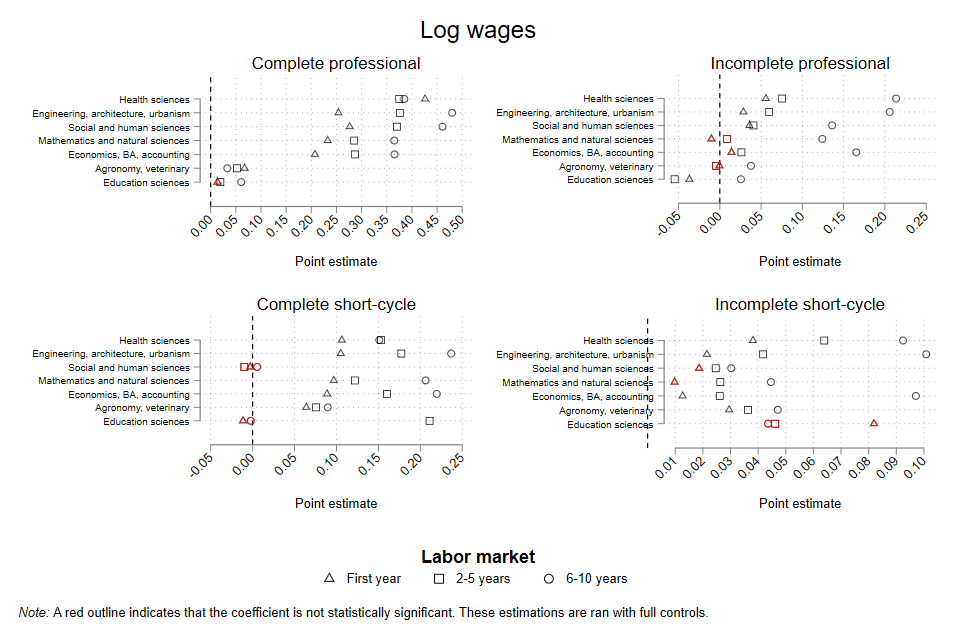 Log wages
Complete professional
Health sciences
Engineering, architecture, urbanism
Social and human sciences
Mathematics and natural sciences
Economics, BA, accounting
Agronomy, veterinary
Education sciences
0.00 0.05 0.10 0.15 0.20 0.25 0.30 0.35 0.40 0.45 0.50
Point estimate
Incomplete professional
Health sciences
Engineering, architecture, urbanism
Social and human sciences
Mathematics and natural sciences
Economics, BA, accounting
Agronomy, veterinary
Education sciences
-0.05 0.00 0.05 0.10 0.15 0.20 0.25
Point estimate
Complete short-cycle
Health sciences
Engineering, architecture, urbanism
Social and human sciences
Mathematics and natural sciences
Economics, BA, accounting
Agronomy, veterinary
Education sciences
-0.05 0.00 0.05 0.10 0.15 0.20 0.25
Point estimate
Incomplete short-cycle
Health sciences
Engineering, architecture, urbanism
Social and human sciences
Mathematics and natural sciences
Economics, BA, accounting
Agronomy, veterinary
Education sciences
0.01 0.02 0.03 0.04 0.05 0.06 0.07 0.08 0.09 0.10
Point estimate
Labor market
First year 2-5 years 6-10 years
Note: A red outline indicates that the coefficient is not statistically significant. These estimations are ran with full controls.